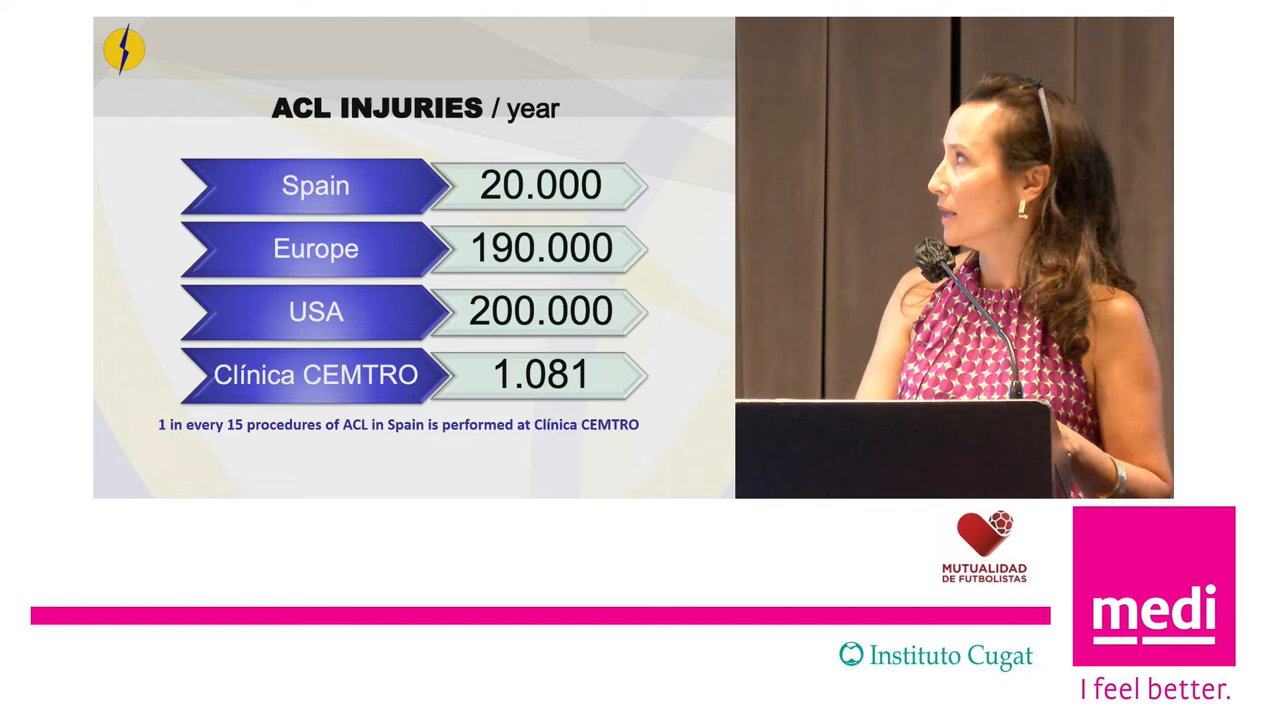 ACL INJURIES / year
Spain 20.000
Europe 190.000
USA 200.000
Clínica CEMTRO 1.081
1 in every 15 procedures of ACL in Spain is performed at Clínica CEMTRO
MUTUALIDAD
DE FUTBOLISTAS
medi
Instituto Cugat
I feel better.